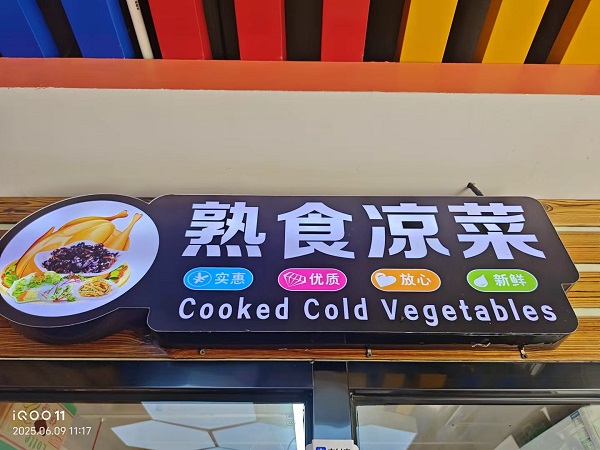 熟食凉菜
实惠 优质 放心 新鲜
Cooked Cold Vegetables
iQOO 11
2025.06.09 11:17